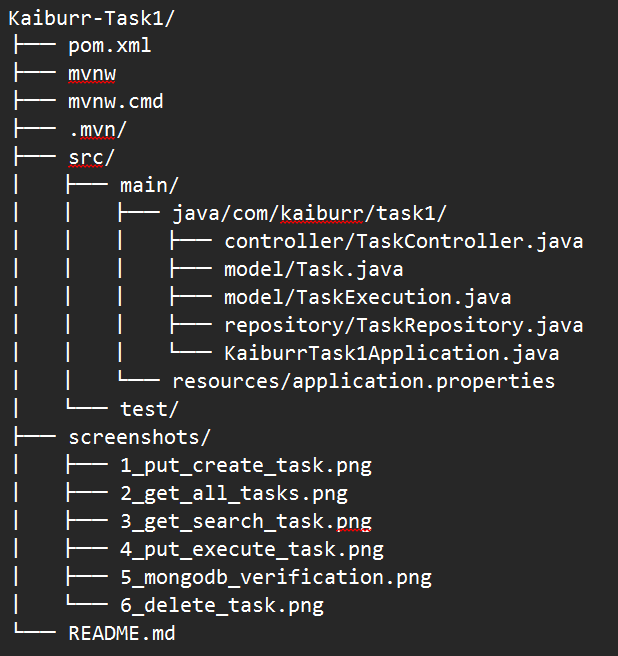 Kaiburr-Task1/
├── pom.xml
├── mvnw
├── mvnw.cmd
├── .mvn/
├── src/
│   ├── main/
│   │   ├── java/com/kaiburr/task1/
│   │   │   ├── controller/TaskController.java
│   │   │   ├── model/Task.java
│   │   │   ├── model/TaskExecution.java
│   │   │   ├── repository/TaskRepository.java
│   │   │   └── KaiburrTask1Application.java
│   │   └── resources/application.properties
│   └── test/
├── screenshots/
│   ├── 1_put_create_task.png
│   ├── 2_get_all_tasks.png
│   ├── 3_get_search_task.png
│   ├── 4_put_execute_task.png
│   ├── 5_mongodb_verification.png
│   └── 6_delete_task.png
└── README.md